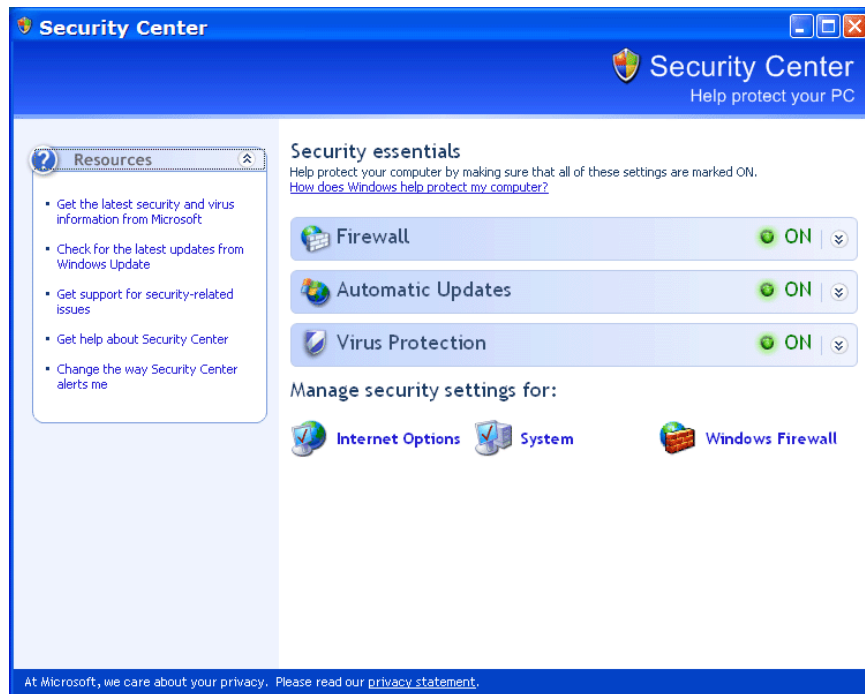 Security Center
Security Center
Help protect your PC
Resources
Get the latest security and virus
information from Microsoft
Check for the latest updates from
Windows Update
Get support for security-related
issues
Get help about Security Center
Change the way Security Center
alerts me
Security essentials
Help protect your computer by making sure that all of these settings are marked ON.
How does Windows help protect my computer?
Firewall ON
Automatic Updates ON
Virus Protection ON
Manage security settings for:
Internet Options System Windows Firewall
At Microsoft, we care about your privacy. Please read our privacy statement.